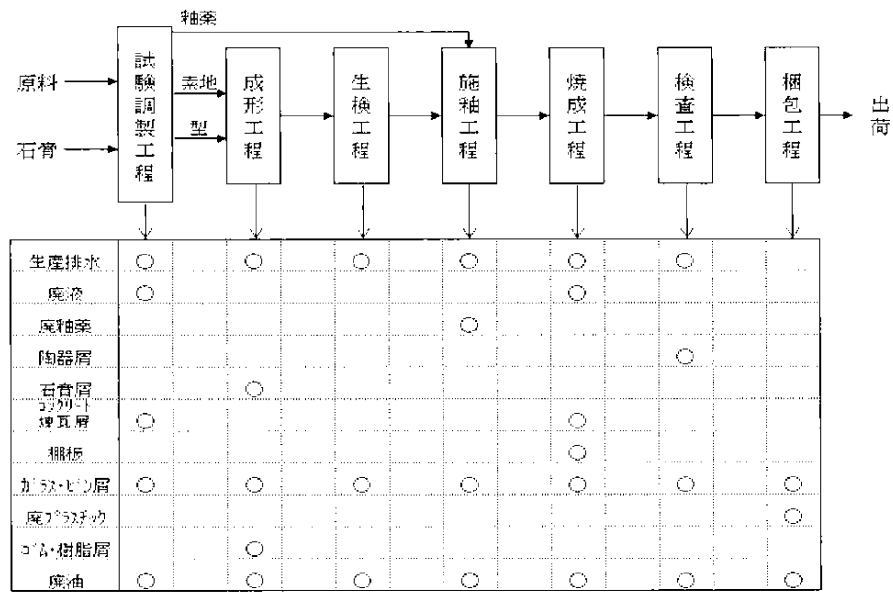 釉薬
原料
石膏
試験調製工程
素地
型
成形工程
生検工程
施釉工程
焼成工程
検査工程
梱包工程
出荷
生産排水
廃液
廃釉薬
陶器屑
石膏屑
コンクリート
煉瓦屑
棚板
ガラス・ビン屑
廃プラスチック
ゴム・樹脂屑
廃油